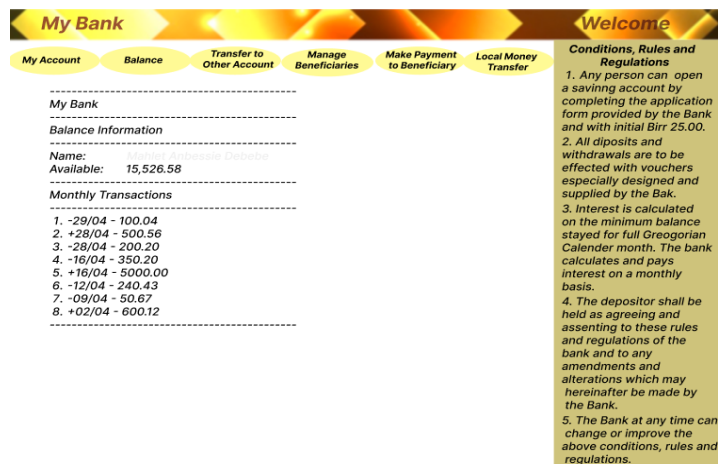 My Bank
Welcome
My Account
Balance
Transfer to
Other Account
Manage
Beneficiaries
Make Payment
to Beneficiary
Local Money
Transfer
------------------------------------------------
My Bank
------------------------------------------------
Balance Information
------------------------------------------------
Name: Mahlet Anbessie Debebe
Available: 15,526.58
------------------------------------------------
Monthly Transactions
------------------------------------------------
1. -29/04 - 100.04
2. +28/04 - 500.56
3. -28/04 - 200.20
4. -16/04 - 350.20
5. +16/04 - 5000.00
6. -12/04 - 240.43
7. -09/04 - 50.67
8. +02/04 - 600.12
------------------------------------------------
Conditions, Rules and
Regulations
1. Any person can open
a savinng account by
completing the application
form provided by the Bank
and with initial Birr 25.00.
2. All diposits and
withdrawals are to be
effected with vouchers
especially designed and
supplied by the Bak.
3. Interest is calculated
on the minimum balance
stayed for full Greogorian
Calender month. The bank
calculates and pays
interest on a monthly
basis.
4. The depositor shall be
held as agreeing and
assenting to these rules
and regulations of the
bank and to any
amendments and
alterations which may
hereinafter be made by
the Bank.
5. The Bank at any time can
change or improve the
above conditions, rules and
regulations.